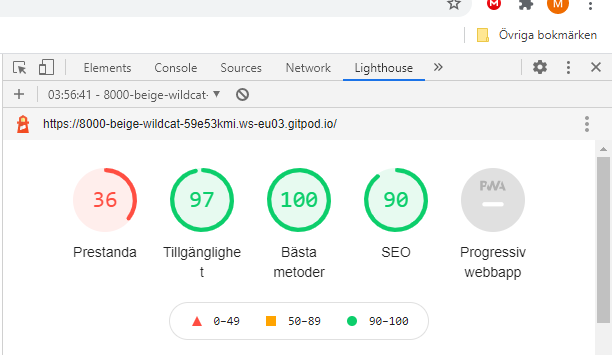 M
M
Övriga bokmärken
Elements Console Sources Network Lighthouse »
03:56:41 - 8000-beige-wildcat-
https://8000-beige-wildcat-59e53kmi.ws-eu03.gitpod.io/
36 97 100 90 PWA
Prestanda Tillgänglighe Bästa SEO Progressiv
t metoder webbapp
0–49 50–89 90–100